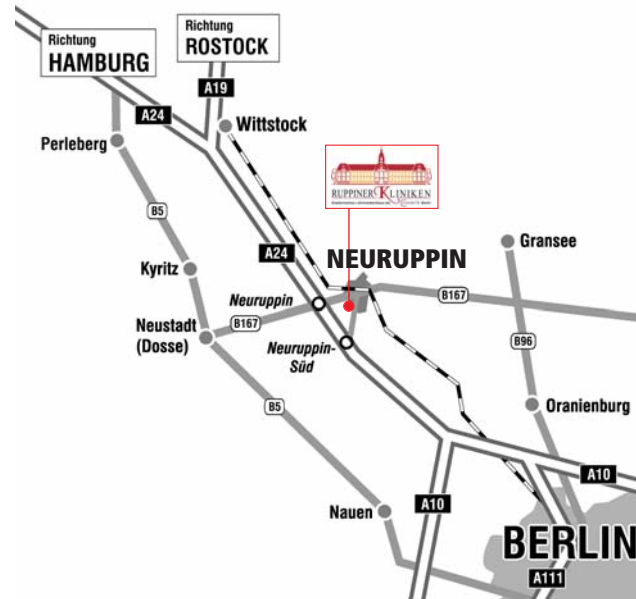 Richtung
HAMBURG
Richtung
ROSTOCK
A19
A24
Wittstock
Perleberg
RUPPINER KLINIKEN
B5
Gransee
NEURUPPIN
A24
Kyritz
Neuruppin
B167
B167
Neustadt
(Dosse)
Neuruppin-
Süd
B96
B5
Oranienburg
A10
A10
Nauen
BERLIN
A111